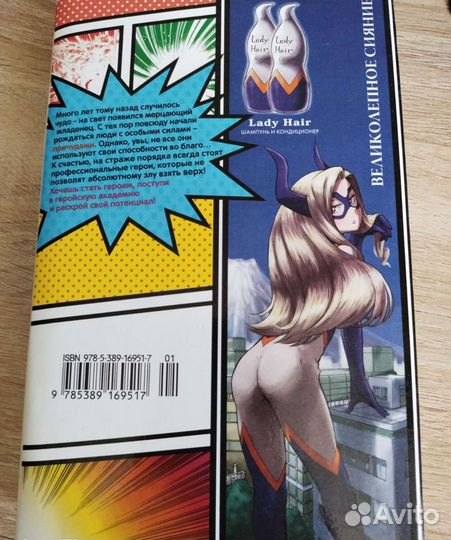 Много лет тому назад случилось
чудо – на свет появился мерцающий
младенец. С тех пор повсюду начали
рождаться люди с особыми силами –
причудами. Однако, увы, не все они
используют свои способности во благо...
К счастью, на страже порядка всегда стоят
профессиональные герои, которые не
позволят абсолютному злу взять верх!
Хочешь стать героем, поступи
в геройскую академию
и раскрой свой потенциал!
Lady
Hair
Lady
Hair
Lady Hair
ШАМПУНЬ И КОНДИЦИОНЕР
ВЕЛИКОЛЕПНОЕ СИЯНИЕ
ISBN 978-5-389-16951-7
01
9 785389 169517
Avito